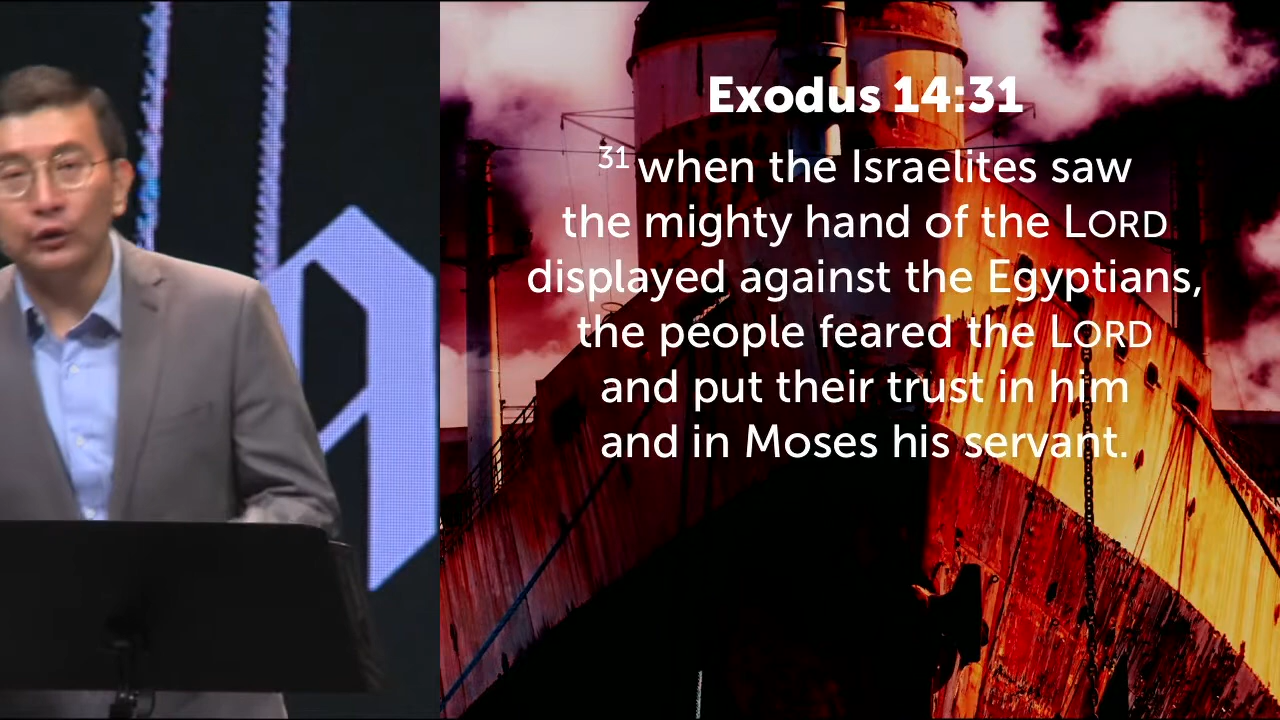 Exodus 14:31
31 when the Israelites saw
the mighty hand of the LORD
displayed against the Egyptians,
the people feared the LORD
and put their trust in him
and in Moses his servant.